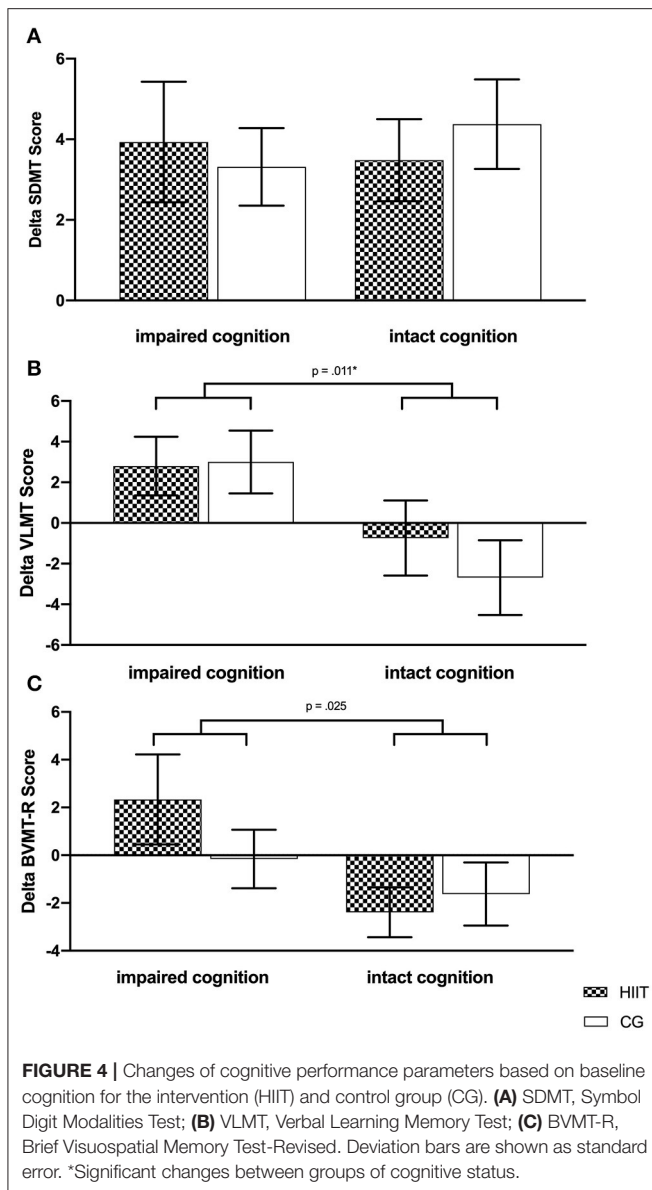 A
6
4
2
0
Delta SDMT Score
impaired cognition intact cognition
B
p = .011*
6
4
2
0
-2
-4
-6
Delta VLMT Score
impaired cognition intact cognition
C
p = .025
6
4
2
0
-2
-4
Delta BVMT-R Score
impaired cognition intact cognition
HIIT
CG
FIGURE 4 | Changes of cognitive performance parameters based on baseline
cognition for the intervention (HIIT) and control group (CG). (A) SDMT, Symbol
Digit Modalities Test; (B) VLMT, Verbal Learning Memory Test; (C) BVMT-R,
Brief Visuospatial Memory Test-Revised. Deviation bars are shown as standard
error. *Significant changes between groups of cognitive status.